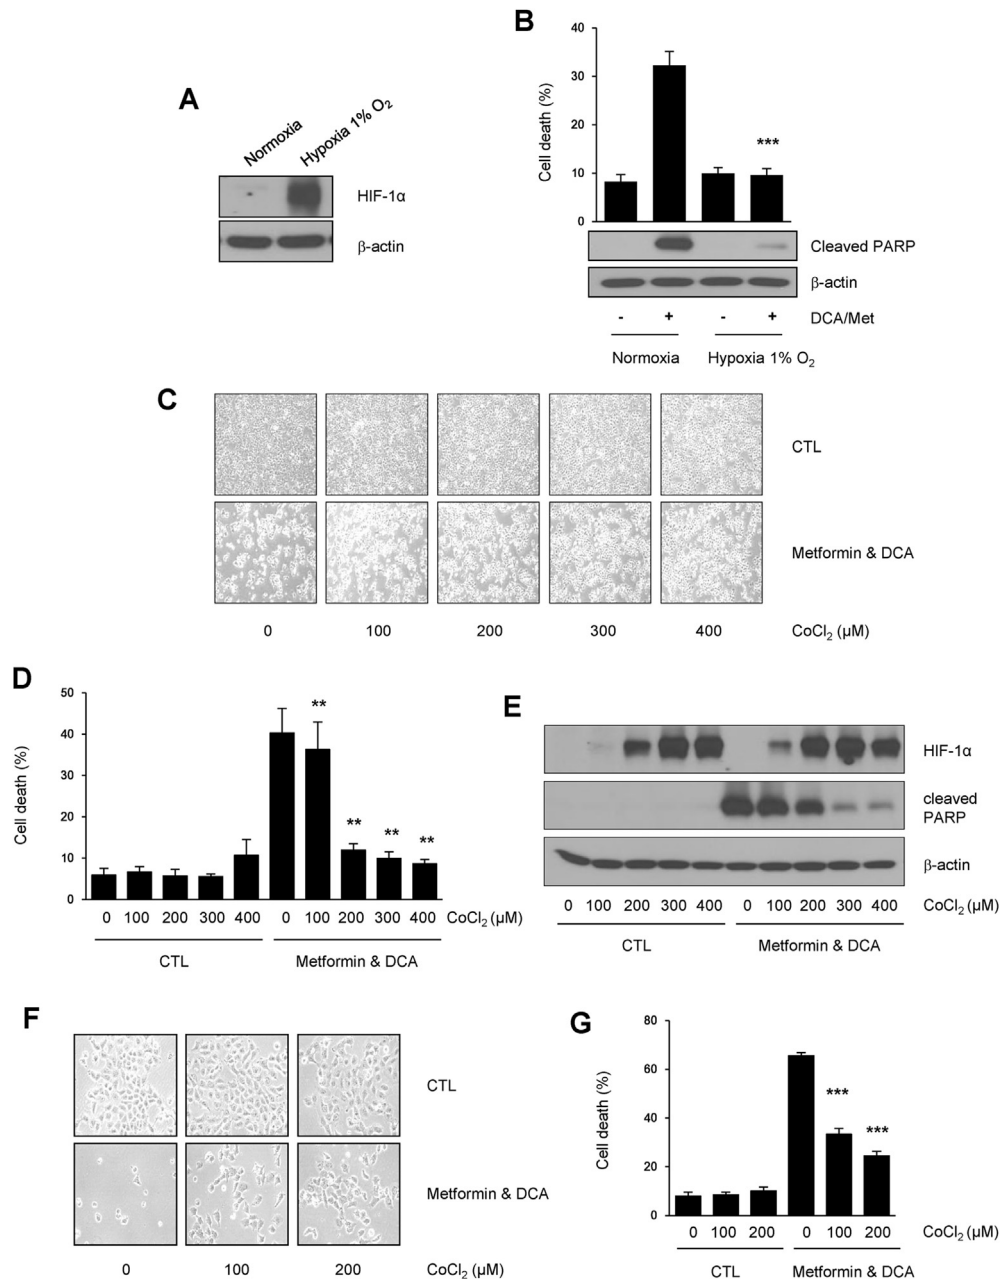 A
Normoxia
Hypoxia 1% O₂
HIF-1α
β-actin
B
Cell death (%)
40
30
20
10
0
***
Cleaved PARP
β-actin
- + - + DCA/Met
Normoxia Hypoxia 1% O₂
C
CTL
Metformin & DCA
0 100 200 300 400 CoCl₂ (µM)
D
Cell death (%)
50
40
30
20
10
0
** ** ** **
0 100 200 300 400 0 100 200 300 400 CoCl₂ (µM)
CTL Metformin & DCA
E
HIF-1α
cleaved
PARP
β-actin
0 100 200 300 400 0 100 200 300 400 CoCl₂ (µM)
CTL Metformin & DCA
F
CTL
Metformin & DCA
0 100 200 CoCl₂ (µM)
G
Cell death (%)
80
60
40
20
0
*** ***
0 100 200 0 100 200 CoCl₂ (µM)
CTL Metformin & DCA